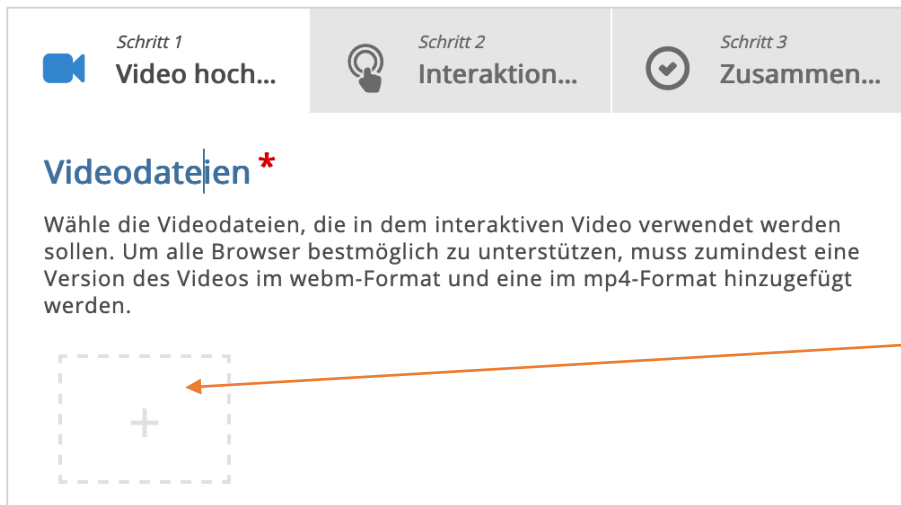 Schritt 1
Video hoch...
Schritt 2
Interaktion...
Schritt 3
Zusammen...
Videodateien *
Wähle die Videodateien, die in dem interaktiven Video verwendet werden
sollen. Um alle Browser bestmöglich zu unterstützen, muss zumindest eine
Version des Videos im webm-Format und eine im mp4-Format hinzugefügt
werden.
+